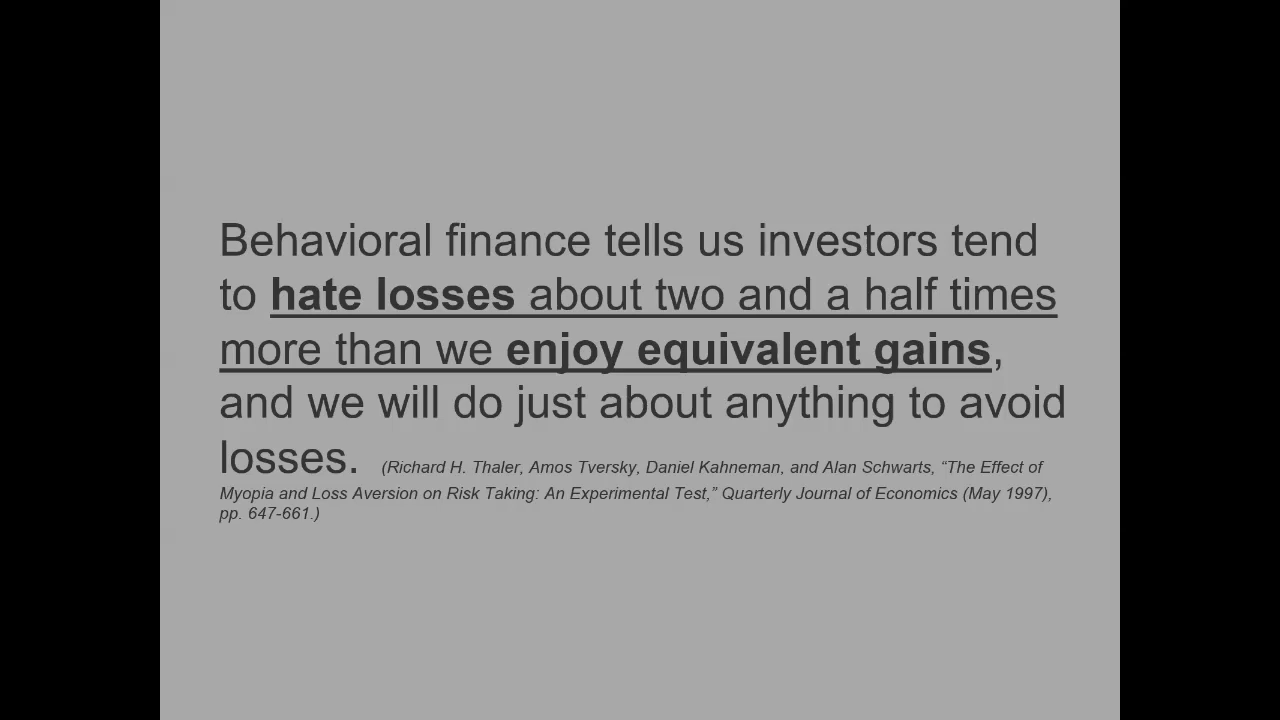 Behavioral finance tells us investors tend
to hate losses about two and a half times
more than we enjoy equivalent gains,
and we will do just about anything to avoid
losses. (Richard H. Thaler, Amos Tversky, Daniel Kahneman, and Alan Schwarts, “The Effect of
Myopia and Loss Aversion on Risk Taking: An Experimental Test,” Quarterly Journal of Economics (May 1997),
pp. 647-661.)